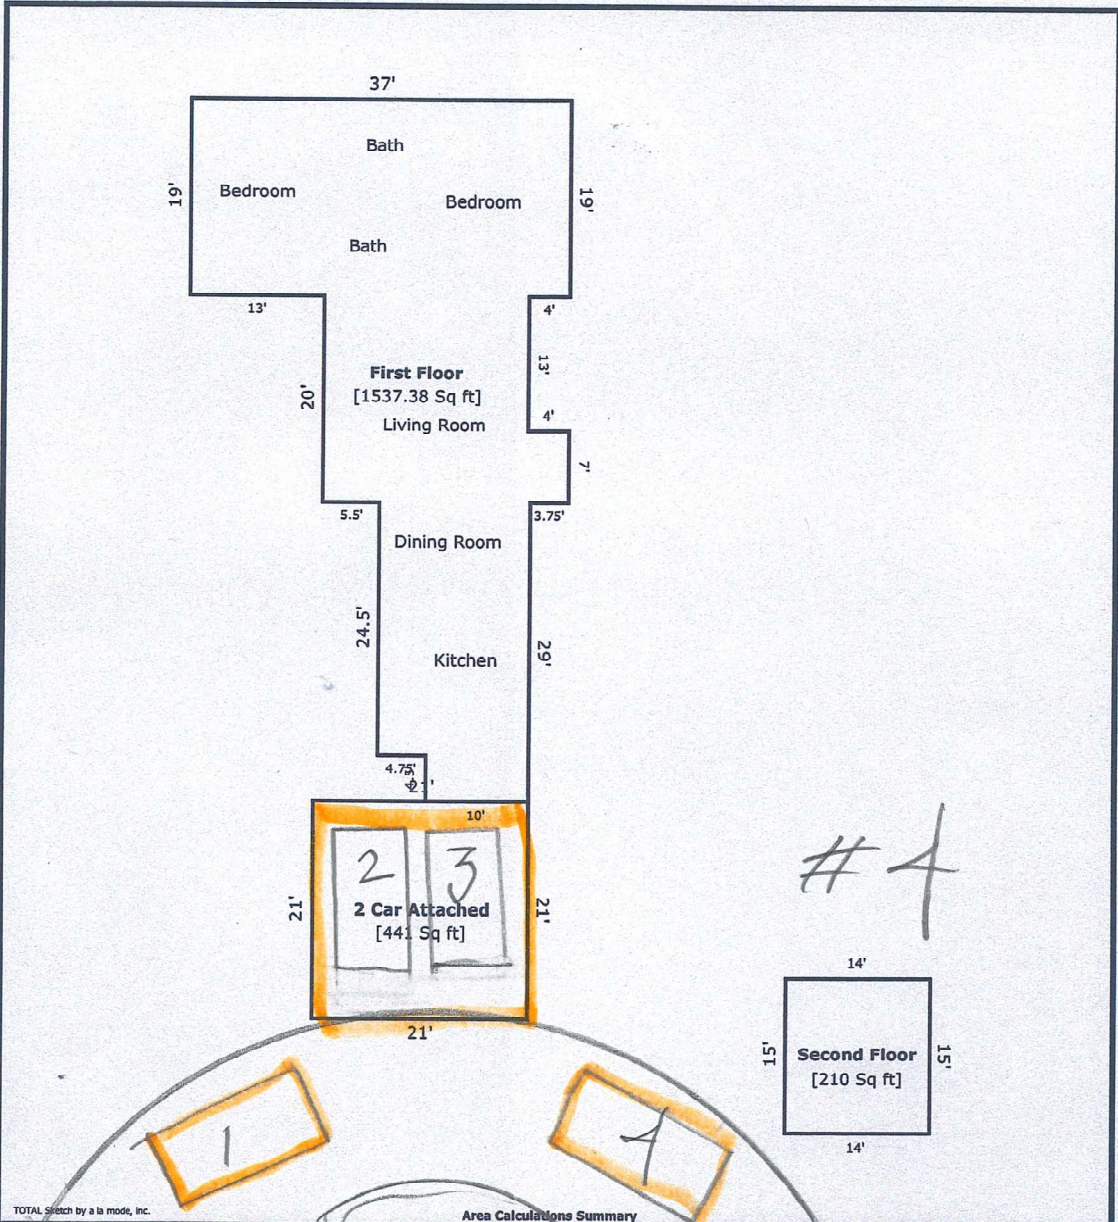 37'
Bath
19'
Bedroom
Bedroom
19'
Bath
13'
4'
20'
First Floor
[1537.38 Sq ft]
Living Room
13'
4'
7'
5.5'
3.75'
Dining Room
24.5'
Kitchen
29'
4.75'
21'
10'
2 3
# 4
21'
2 Car Attached
[441 Sq ft]
21'
21'
14'
15'
Second Floor
[210 Sq ft]
15'
14'
1
4
TOTAL Sketch by a la mode, inc.
Area Calculations Summary